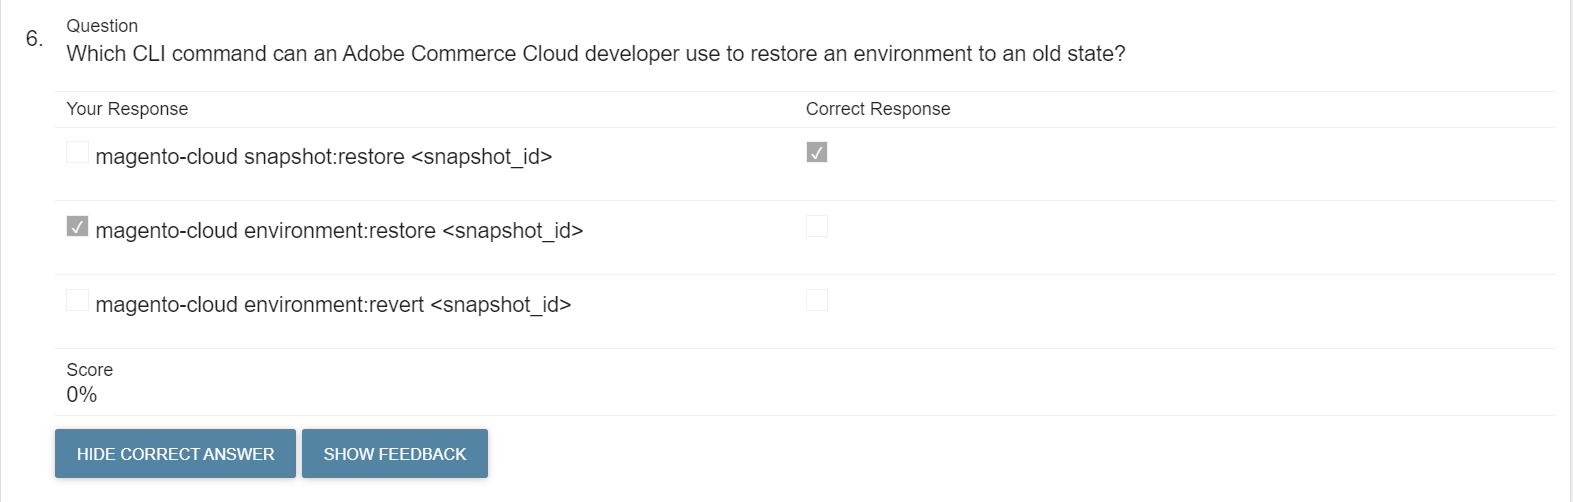 6.
Question
Which CLI command can an Adobe Commerce Cloud developer use to restore an environment to an old state?
Your Response Correct Response
magento-cloud snapshot:restore <snapshot_id>
magento-cloud environment:restore <snapshot_id>
magento-cloud environment:revert <snapshot_id>
Score
0%
HIDE CORRECT ANSWER SHOW FEEDBACK